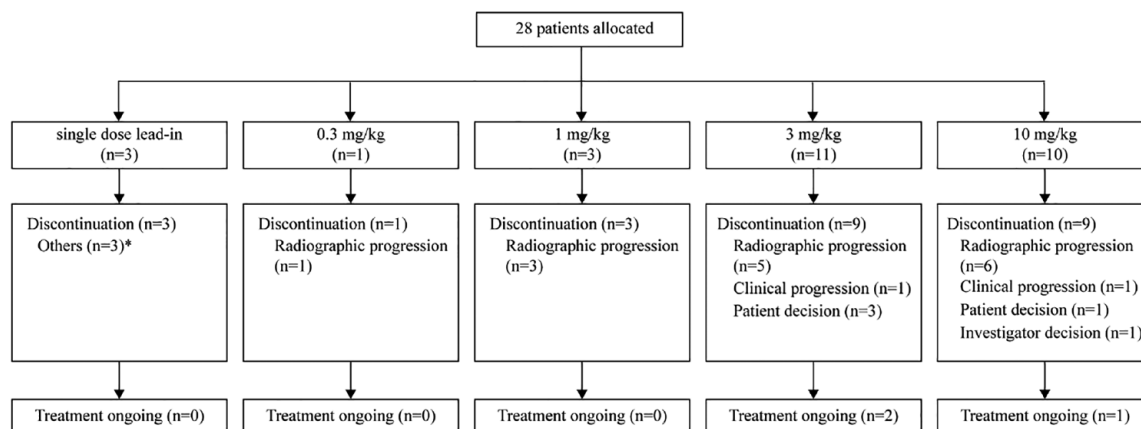 28 patients allocated
single dose lead-in
(n=3)
0.3 mg/kg
(n=1)
1 mg/kg
(n=3)
3 mg/kg
(n=11)
10 mg/kg
(n=10)
Discontinuation (n=3)
Others (n=3)*
Discontinuation (n=1)
Radiographic progression
(n=1)
Discontinuation (n=3)
Radiographic progression
(n=3)
Discontinuation (n=9)
Radiographic progression
(n=5)
Clinical progression (n=1)
Patient decision (n=3)
Discontinuation (n=9)
Radiographic progression
(n=6)
Clinical progression (n=1)
Patient decision (n=1)
Investigator decision (n=1)
Treatment ongoing (n=0)
Treatment ongoing (n=0)
Treatment ongoing (n=0)
Treatment ongoing (n=2)
Treatment ongoing (n=1)